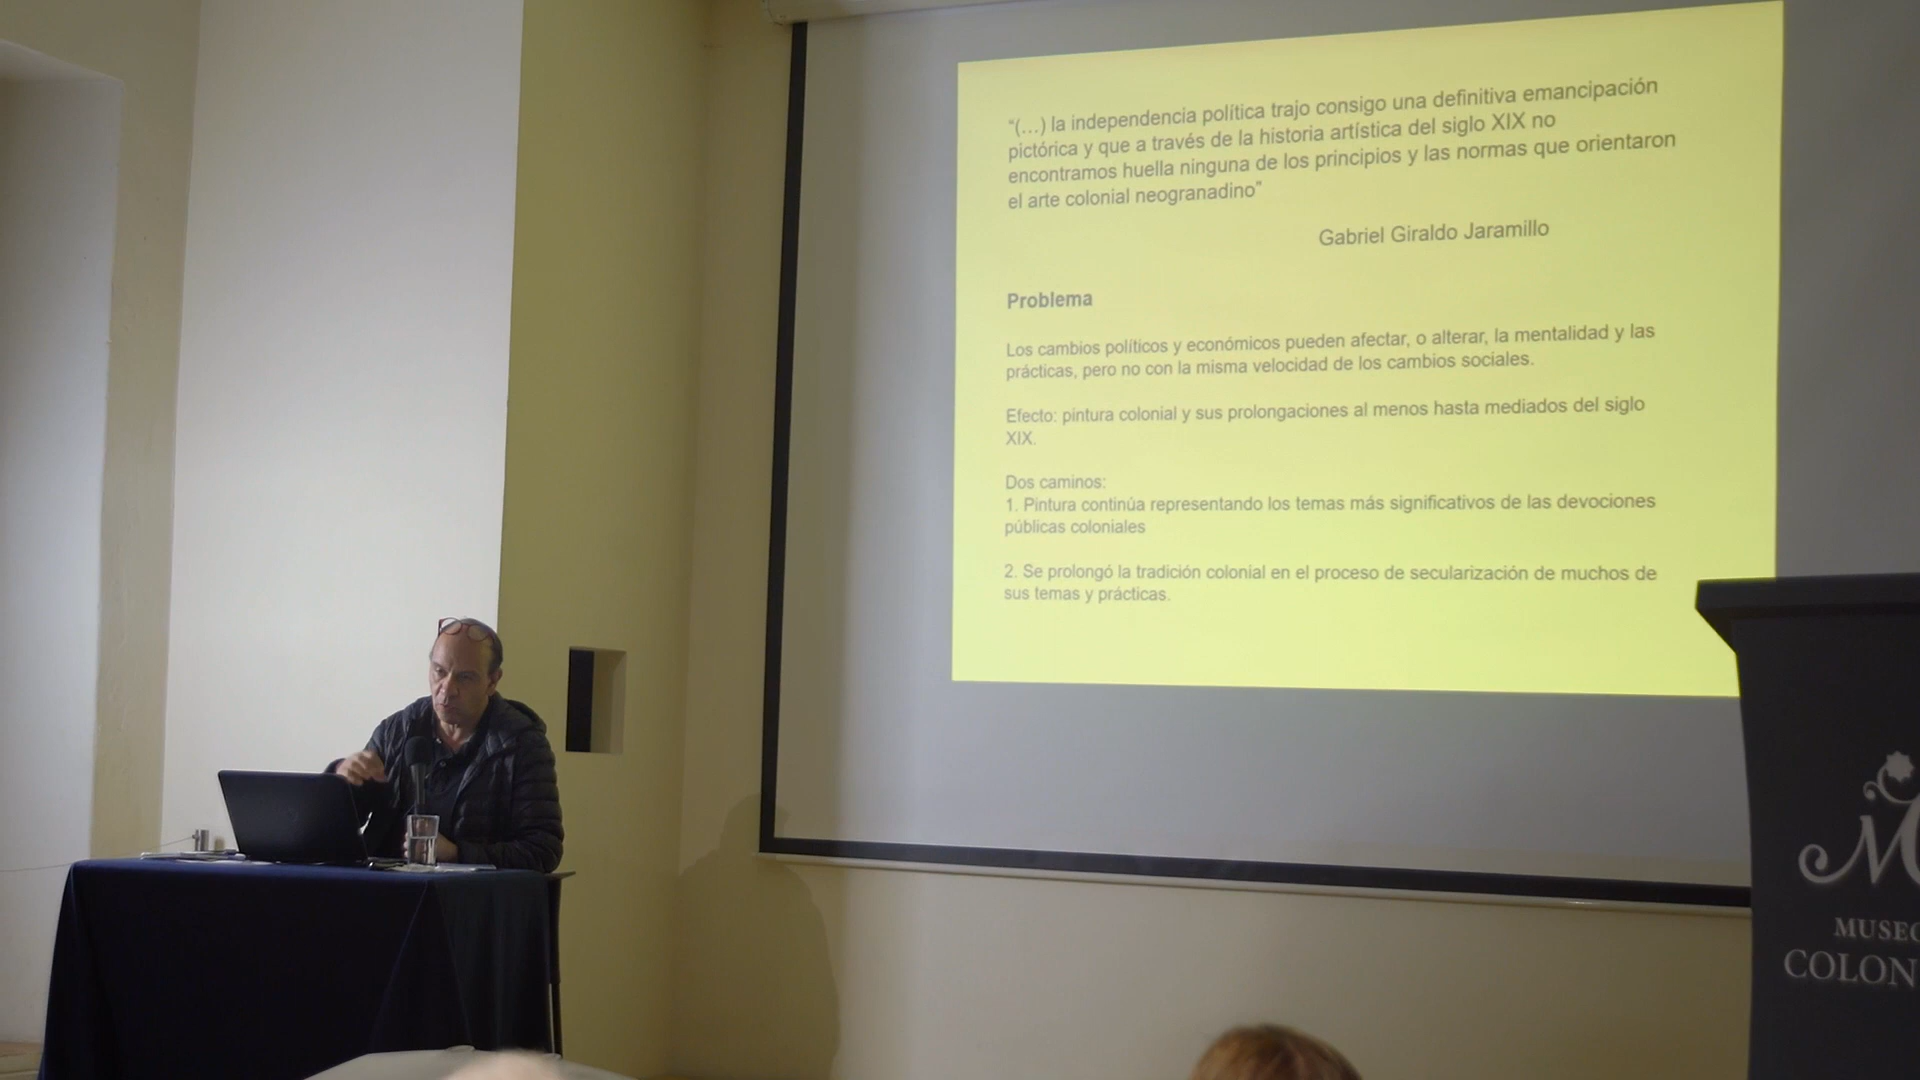 “(...) la independencia política trajo consigo una definitiva emancipación
pictórica y que a través de la historia artística del siglo XIX no
encontramos huella ninguna de los principios y las normas que orientaron
el arte colonial neogranadino”
Gabriel Giraldo Jaramillo
Problema
Los cambios políticos y económicos pueden afectar, o alterar, la mentalidad y las
prácticas, pero no con la misma velocidad de los cambios sociales.
Efecto: pintura colonial y sus prolongaciones al menos hasta mediados del siglo
XIX.
Dos caminos:
1. Pintura continúa representando los temas más significativos de las devociones
públicas coloniales
2. Se prolongó la tradición colonial en el proceso de secularización de muchos de
sus temas y prácticas.
M
MUSEO
COLON